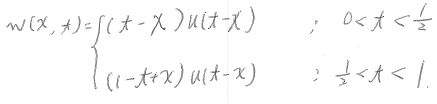 w(x, t) = { (t - x) u(t-x) ; 0 < t < 1/2
(1-t+x) u(t-x) ; 1/2 < t < 1.